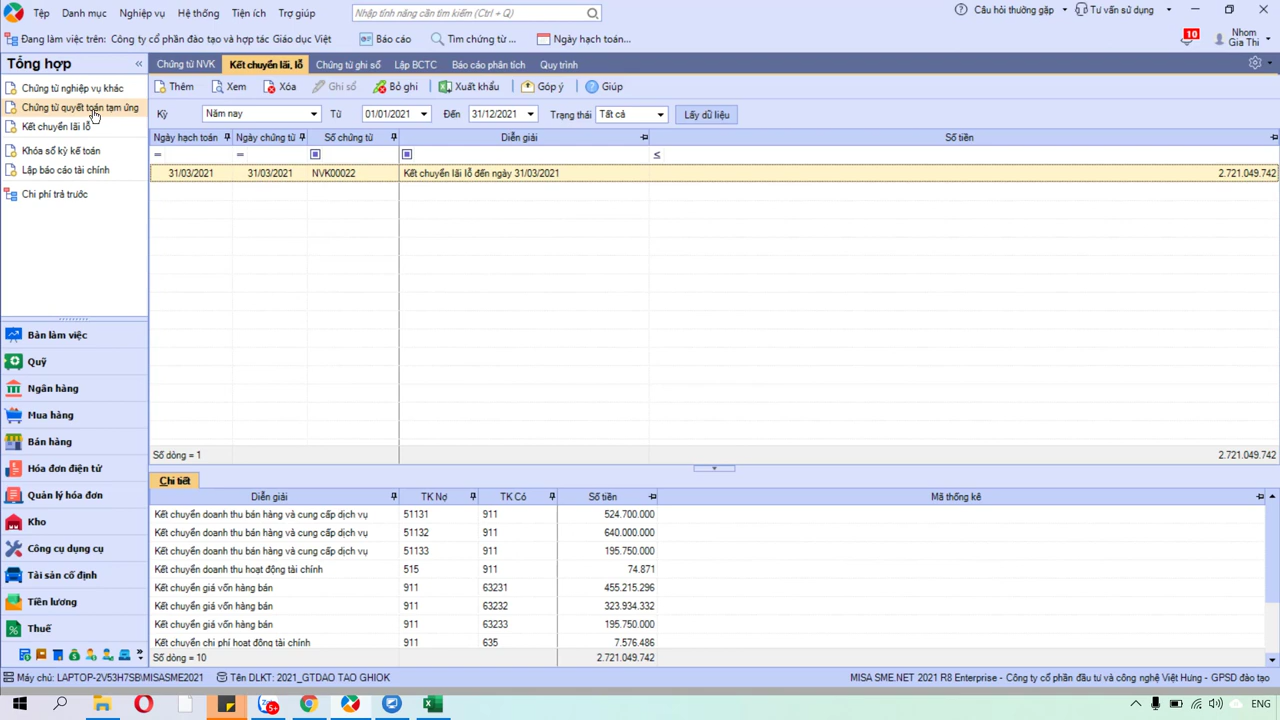 Tệp Danh mục Nghiệp vụ Hệ thống Tiện ích Trợ giúp Nhập tính năng cần tìm kiếm (Ctrl + Q) Câu hỏi thường gặp Tư vấn sử dụng
Đang làm việc trên: Công ty cổ phần đào tạo và hợp tác Giáo dục Việt Báo cáo Tìm chứng từ ... Ngày hạch toán... 10 Nhom Gia Thi
Tổng hợp «
Chứng từ NVK Kết chuyển lãi, lỗ Chứng từ ghi sổ Lập BCTC Báo cáo phân tích Quy trình
Chứng từ nghiệp vụ khác
Chứng từ quyết toán tạm ứng
Kết chuyển lãi lỗ
Khóa sổ kỳ kế toán
Lập báo cáo tài chính
Chi phí trả trước
Thêm Xem Xóa Ghi sổ Bỏ ghi Xuất khẩu Góp ý Giúp
Kỳ Năm nay Từ 01/01/2021 Đến 31/12/2021 Trạng thái Tất cả Lấy dữ liệu
Ngày hạch toán Ngày chứng từ Số chứng từ Diễn giải Số tiền
= = ≤
31/03/2021 31/03/2021 NVK00022 Kết chuyển lãi lỗ đến ngày 31/03/2021 2.721.049.742
Số dòng = 1 2.721.049.742
Bàn làm việc
Quỹ
Ngân hàng
Mua hàng
Bán hàng
Hóa đơn điện tử
Quản lý hóa đơn
Kho
Công cụ dụng cụ
Tài sản cố định
Tiền lương
Thuế
Chi tiết
Diễn giải TK Nợ TK Có Số tiền Mã thống kê
Kết chuyển doanh thu bán hàng và cung cấp dịch vụ 51131 911 524.700.000
Kết chuyển doanh thu bán hàng và cung cấp dịch vụ 51132 911 640.000.000
Kết chuyển doanh thu bán hàng và cung cấp dịch vụ 51133 911 195.750.000
Kết chuyển doanh thu hoạt động tài chính 515 911 74.871
Kết chuyển giá vốn hàng bán 911 63231 455.215.296
Kết chuyển giá vốn hàng bán 911 63232 323.934.332
Kết chuyển giá vốn hàng bán 911 63233 195.750.000
Kết chuyển chi phí hoạt động tài chính 911 635 7.576.486
Số dòng = 10 2.721.049.742
Máy chủ: LAPTOP-2V53H7SB\MISASME2021 Tên DLKT: 2021_GTDAO TAO GHIOK MISA SME.NET 2021 R8 Enterprise - Công ty cổ phần đầu tư và công nghệ Việt Hưng - GPSD đào tạo
5+ ENG